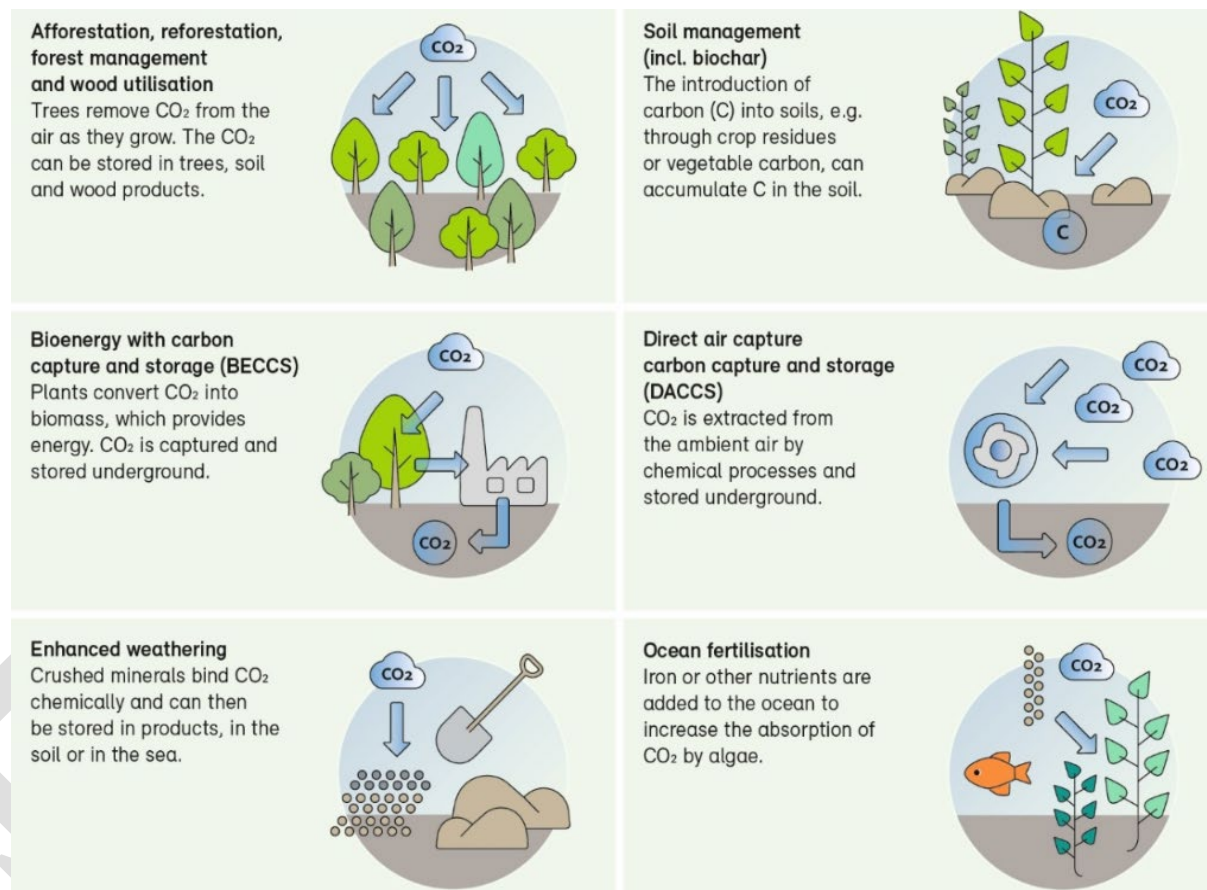 Afforestation, reforestation,
forest management
and wood utilisation
Trees remove CO₂ from the
air as they grow. The CO₂
can be stored in trees, soil
and wood products.
CO2
Soil management
(incl. biochar)
The introduction of
carbon (C) into soils, e.g.
through crop residues
or vegetable carbon, can
accumulate C in the soil.
CO2
C
Bioenergy with carbon
capture and storage (BECCS)
Plants convert CO₂ into
biomass, which provides
energy. CO₂ is captured and
stored underground.
CO2
CO2
Direct air capture
carbon capture and storage
(DACCS)
CO₂ is extracted from
the ambient air by
chemical processes and
stored underground.
CO2
CO2
CO2
CO2
Enhanced weathering
Crushed minerals bind CO₂
chemically and can then
be stored in products, in the
soil or in the sea.
CO2
Ocean fertilisation
Iron or other nutrients are
added to the ocean to
increase the absorption of
CO₂ by algae.
CO2